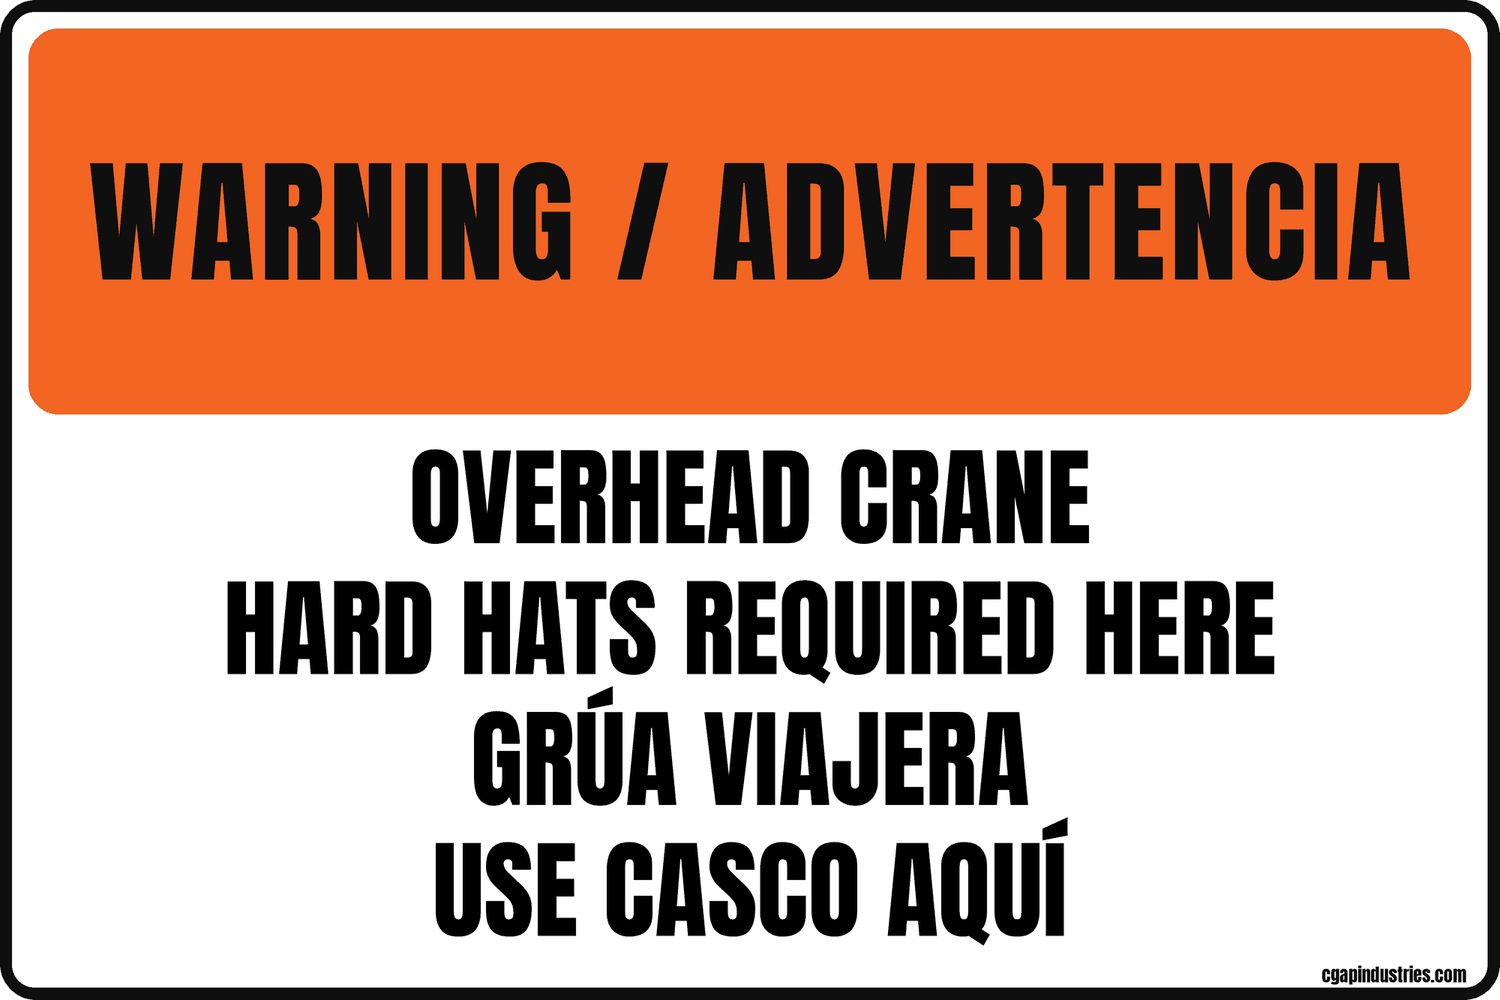 WARNING / ADVERTENCIA
OVERHEAD CRANE
HARD HATS REQUIRED HERE
GRÚA VIAJERA
USE CASCO AQUÍ
cgapindustries.com